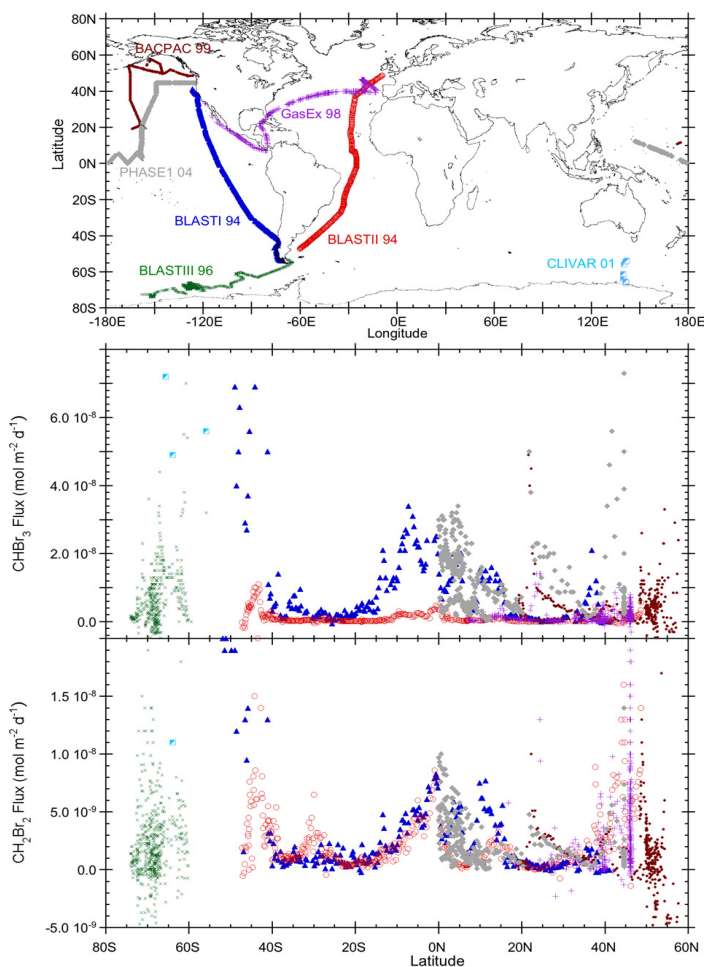 80N
60N
40N
20N
0N
20S
40S
60S
80S
Latitude
BACPAC 99
GasEx 98
PHASE1 04
BLASTI 94
BLASTII 94
BLASTIII 96
CLIVAR 01
-180E -120E -60E 0E 60E 120E 180E
Longitude
CHBr3 Flux (mol m-2 d-1)
6.0 10-8
4.0 10-8
2.0 10-8
0.0
CH2Br2 Flux (mol m-2 d-1)
1.5 10-8
1.0 10-8
5.0 10-9
0.0
-5.0 10-9
80S 60S 40S 20S 0N 20N 40N 60N
Latitude